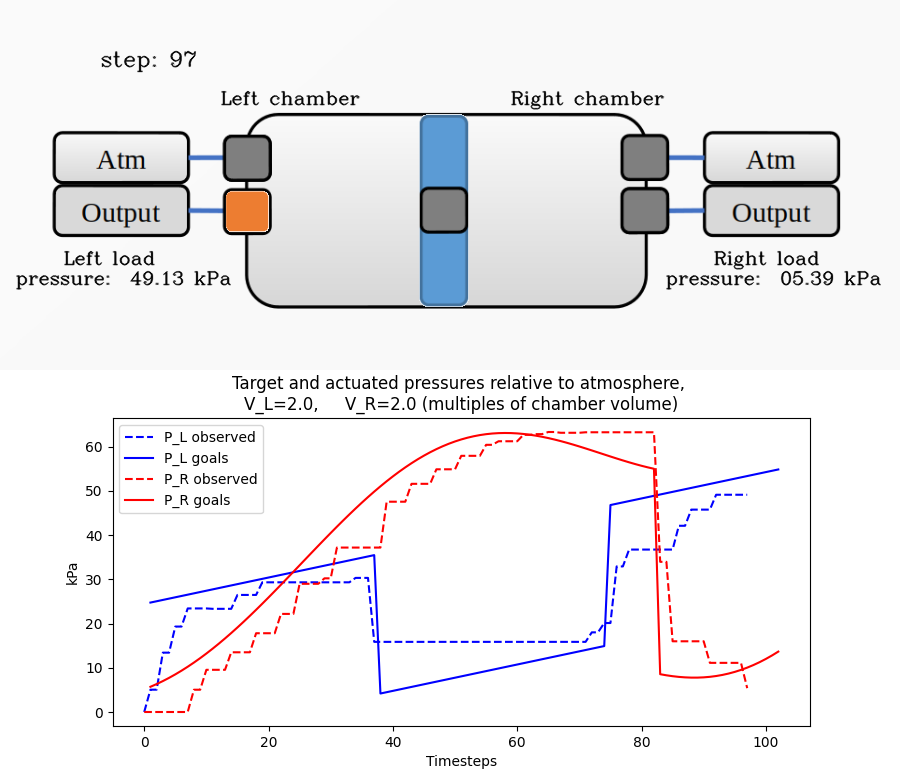 step: 97
Left chamber
Right chamber
Atm
Atm
Output
Output
Left load
pressure: 49.13 kPa
Right load
pressure: 05.39 kPa
Target and actuated pressures relative to atmosphere,
V_L=2.0, V_R=2.0 (multiples of chamber volume)
P_L observed
P_L goals
P_R observed
P_R goals
kPa
60
50
40
30
20
10
0
0
20
40
60
80
100
Timesteps